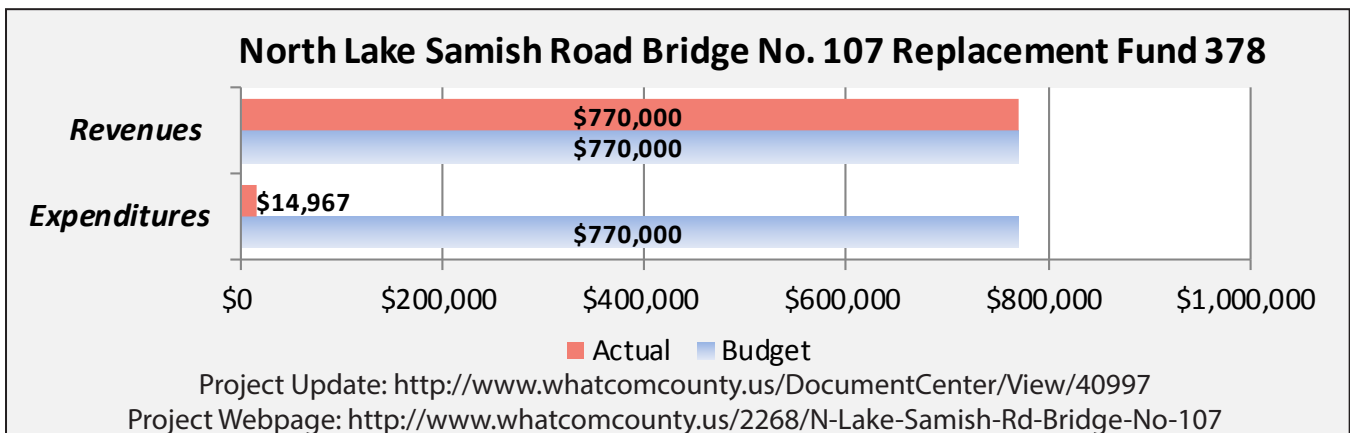 North Lake Samish Road Bridge No. 107 Replacement Fund 378
Revenues
$770,000
$770,000
Expenditures
$14,967
$770,000
$0 $200,000 $400,000 $600,000 $800,000 $1,000,000
Actual Budget
Project Update: http://www.whatcomcounty.us/DocumentCenter/View/40997
Project Webpage: http://www.whatcomcounty.us/2268/N-Lake-Samish-Rd-Bridge-No-107